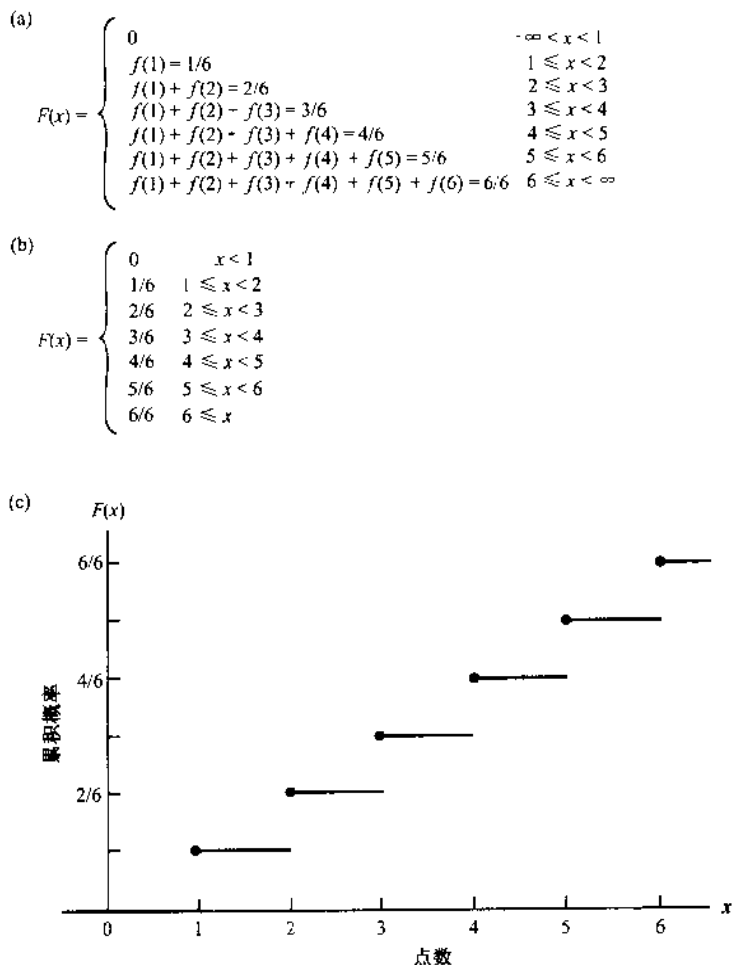 (a)
0 - ∞ < x < 1
f(1) = 1/6 1 ≤ x < 2
f(1) + f(2) = 2/6 2 ≤ x < 3
f(1) + f(2) - f(3) = 3/6 3 ≤ x < 4
F(x) =
f(1) + f(2) + f(3) + f(4) = 4/6 4 ≤ x < 5
f(1) + f(2) + f(3) + f(4) + f(5) = 5/6 5 ≤ x < 6
f(1) + f(2) + f(3) + f(4) + f(5) + f(6) = 6/6 6 ≤ x < ∞
(b)
0 x < 1
1/6 1 ≤ x < 2
2/6 2 ≤ x < 3
F(x) =
3/6 3 ≤ x < 4
4/6 4 ≤ x < 5
5/6 5 ≤ x < 6
6/6 6 ≤ x
(c)
F(x)
6/6
4/6
2/6
累积概率
0 1 2 3 4 5 6 x
点数